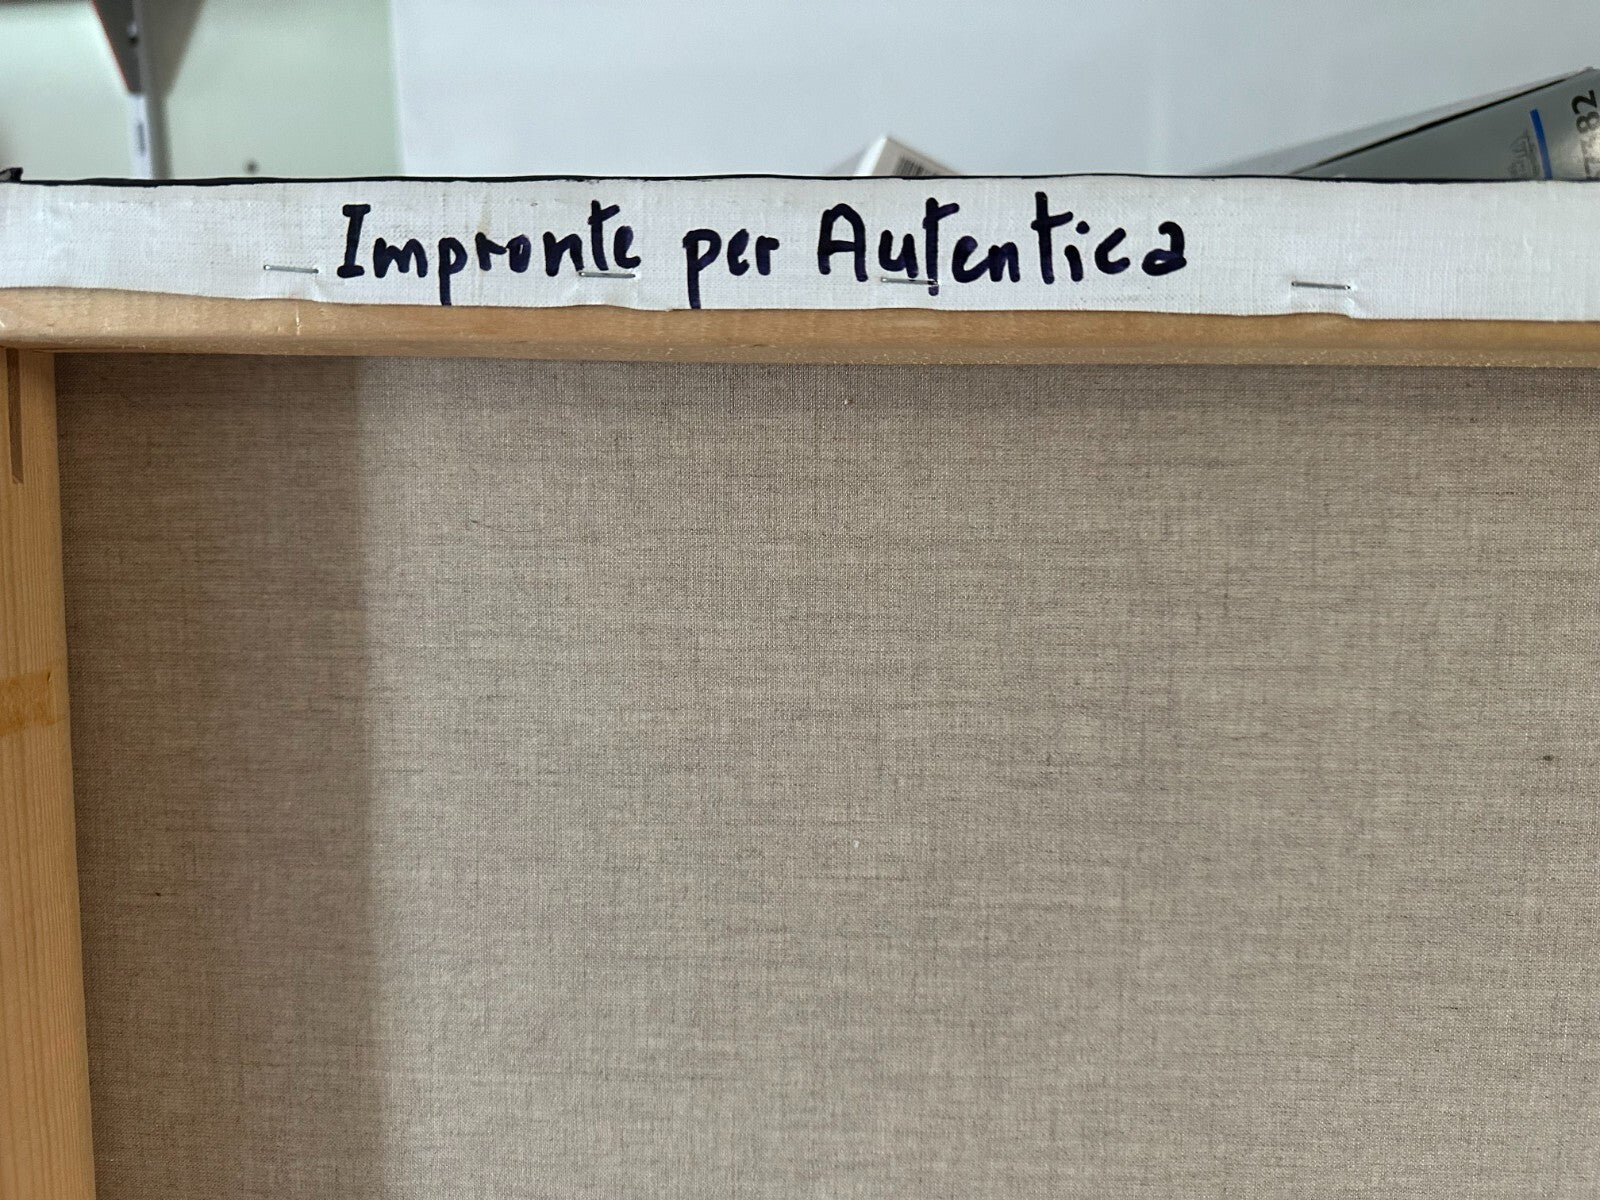 Impronte per Autentica